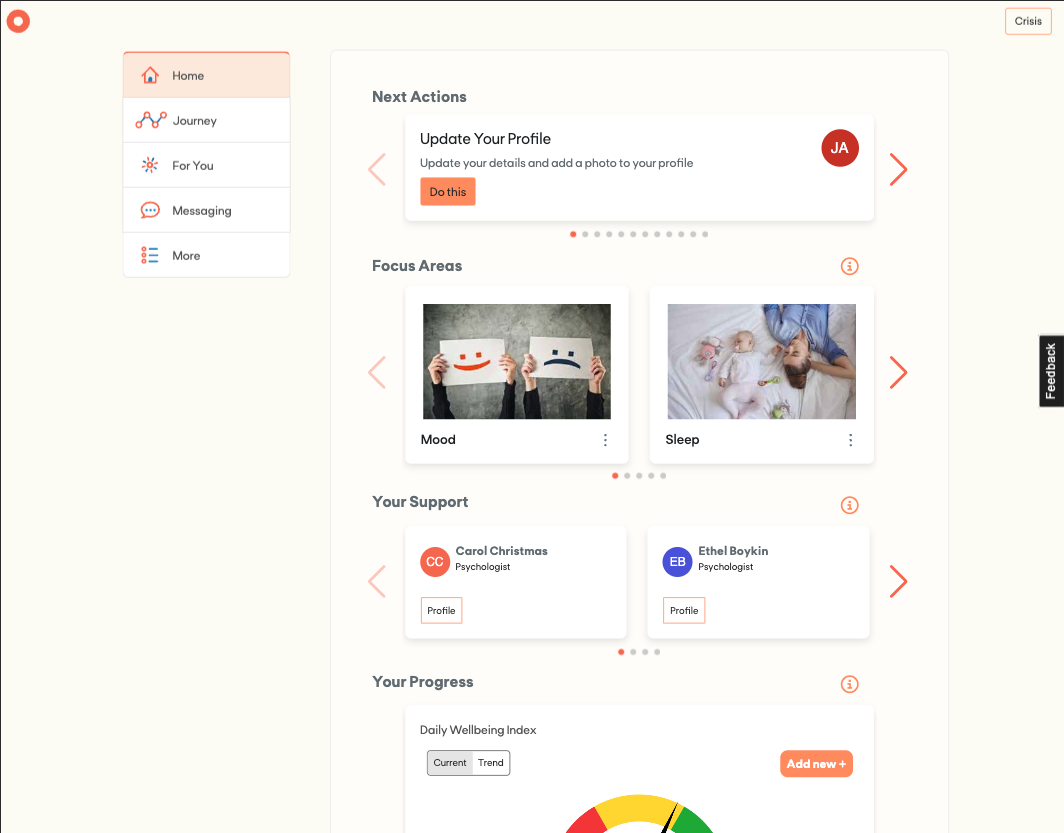 Crisis
Home
Journey
For You
Messaging
More
Next Actions
Update Your Profile
JA
Update your details and add a photo to your profile
Do this
Focus Areas
Mood
Sleep
Feedback
Your Support
CC
Carol Christmas
Psychologist
Profile
EB
Ethel Boykin
Psychologist
Profile
Your Progress
Daily Wellbeing Index
Current
Trend
Add new +